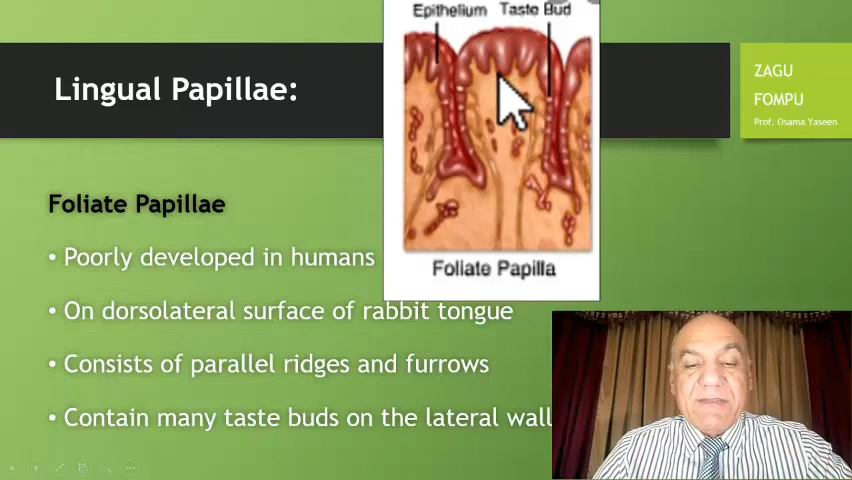 Epithelium Taste Bud
Lingual Papillae:
ZAGU
FOMPU
Prof. Osama Yaseen
Foliate Papilla
Foliate Papillae
• Poorly developed in humans
• On dorsolateral surface of rabbit tongue
• Consists of parallel ridges and furrows
• Contain many taste buds on the lateral wall